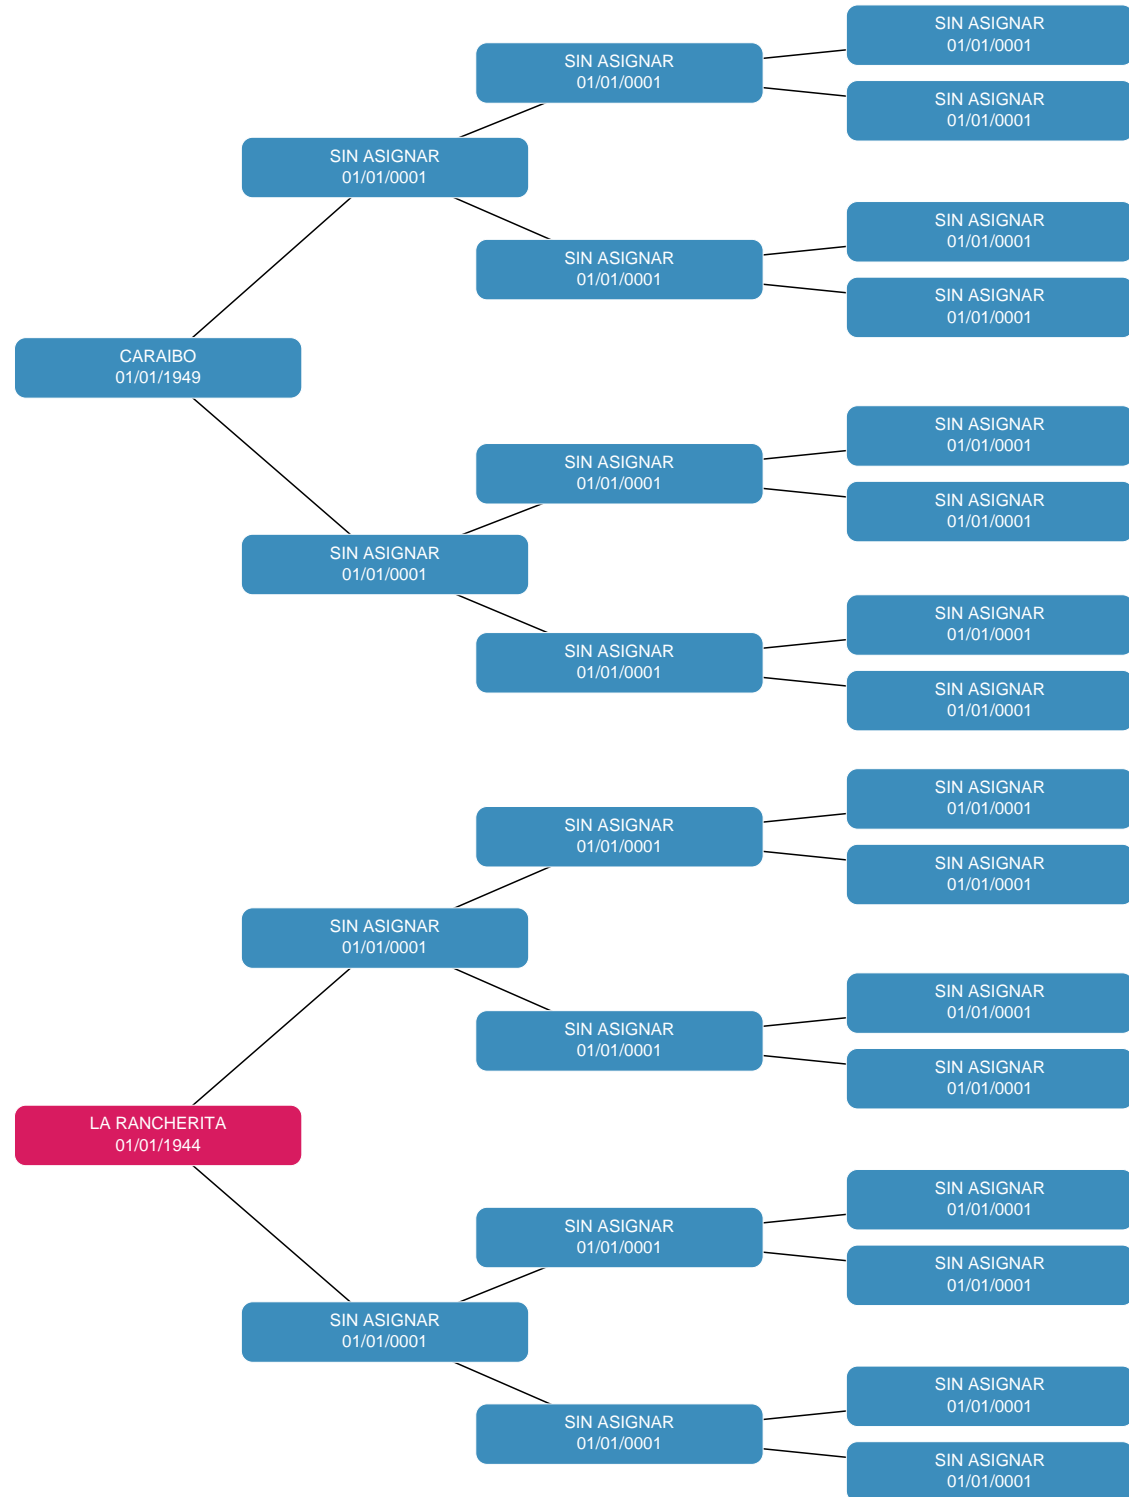 SIN ASIGNAR
01/01/0001
SIN ASIGNAR
01/01/0001
SIN ASIGNAR
01/01/0001
SIN ASIGNAR
01/01/0001
SIN ASIGNAR
01/01/0001
SIN ASIGNAR
01/01/0001
SIN ASIGNAR
01/01/0001
CARAIBO
01/01/1949
SIN ASIGNAR
01/01/0001
SIN ASIGNAR
01/01/0001
SIN ASIGNAR
01/01/0001
SIN ASIGNAR
01/01/0001
SIN ASIGNAR
01/01/0001
SIN ASIGNAR
01/01/0001
SIN ASIGNAR
01/01/0001
SIN ASIGNAR
01/01/0001
SIN ASIGNAR
01/01/0001
SIN ASIGNAR
01/01/0001
SIN ASIGNAR
01/01/0001
SIN ASIGNAR
01/01/0001
SIN ASIGNAR
01/01/0001
SIN ASIGNAR
01/01/0001
LA RANCHERITA
01/01/1944
SIN ASIGNAR
01/01/0001
SIN ASIGNAR
01/01/0001
SIN ASIGNAR
01/01/0001
SIN ASIGNAR
01/01/0001
SIN ASIGNAR
01/01/0001
SIN ASIGNAR
01/01/0001
SIN ASIGNAR
01/01/0001